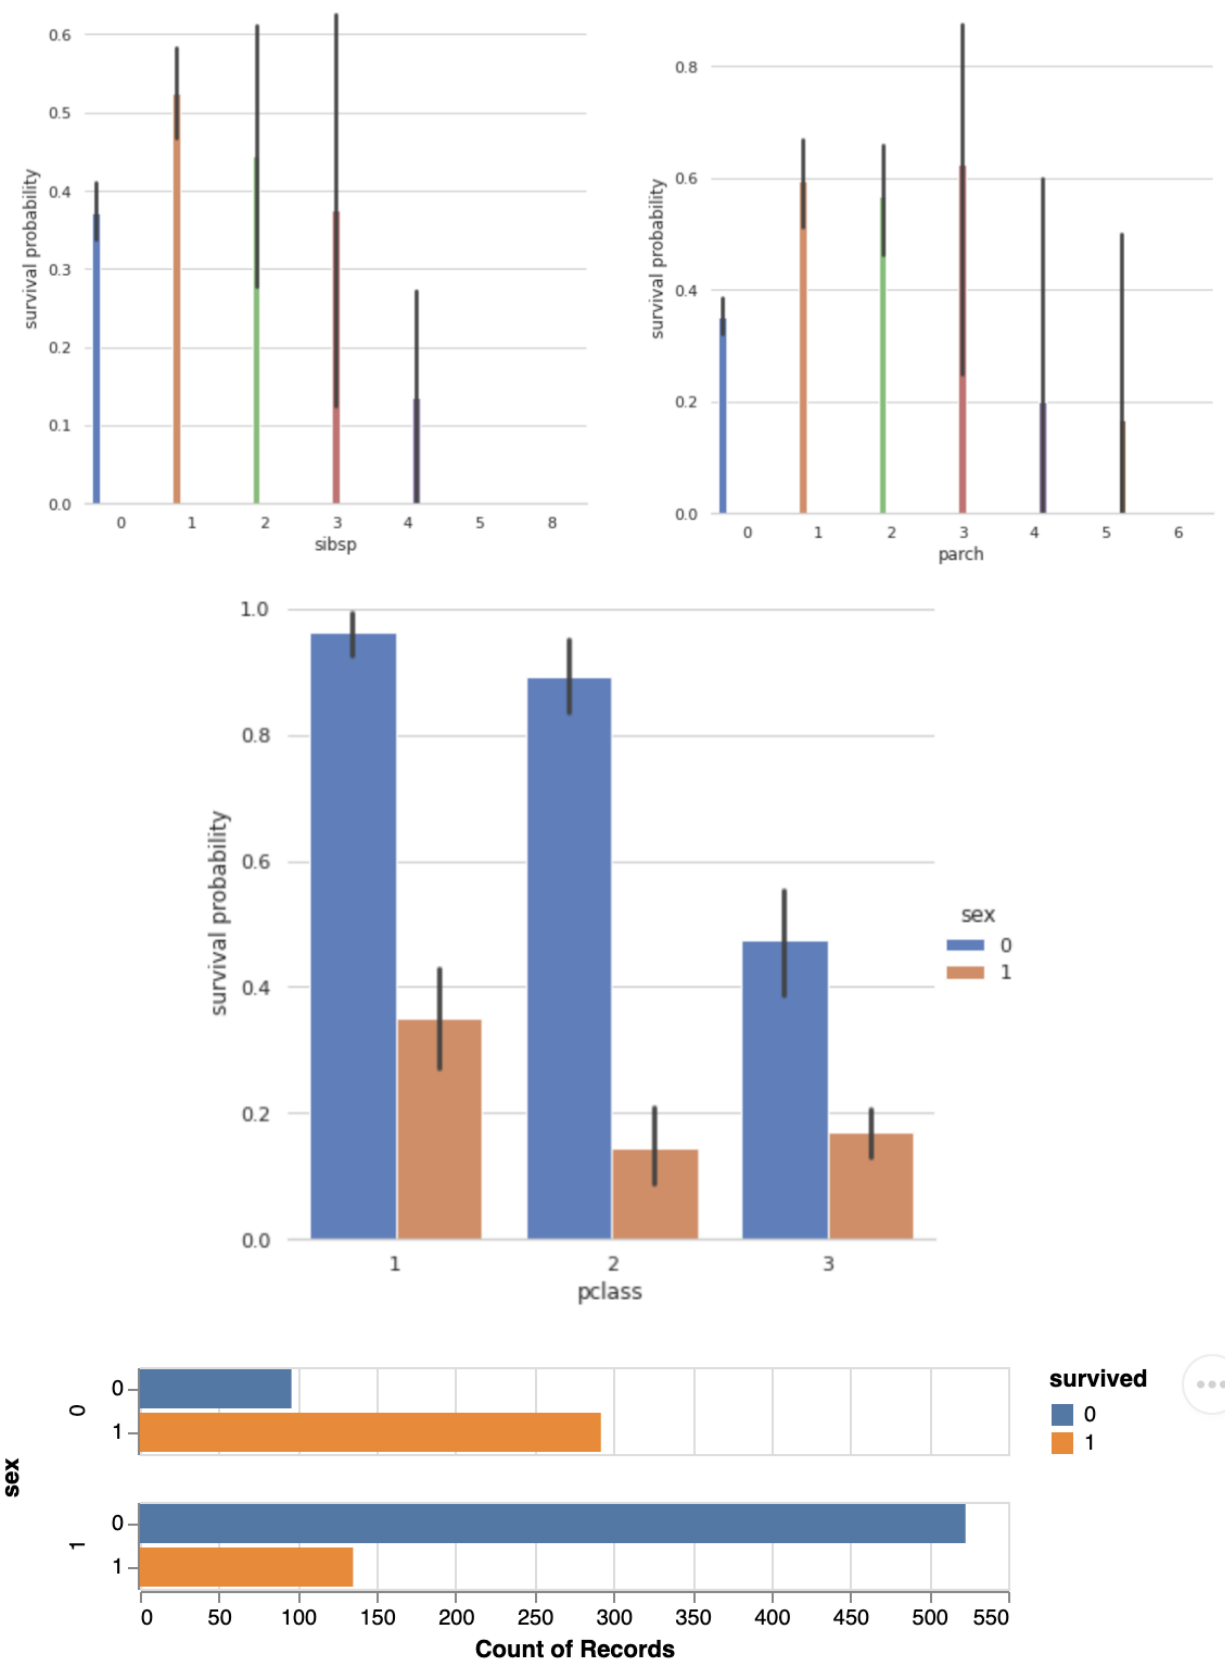 0.6
0.5
0.4
0.3
0.2
0.1
0.0
survival probability
0 1 2 3 4 5 8
sibsp
0.8
0.6
0.4
0.2
0.0
survival probability
0 1 2 3 4 5 6
parch
1.0
0.8
0.6
0.4
0.2
0.0
survival probability
1 2 3
pclass
sex
0
1
sex
0
0
1
1
0
1
0 50 100 150 200 250 300 350 400 450 500 550
Count of Records
survived
0
1